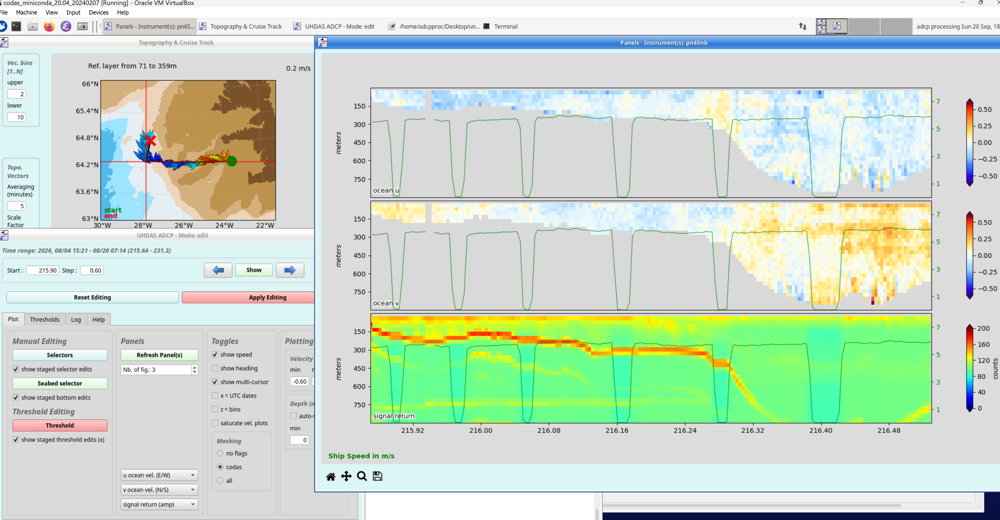 codas_miniconda_20.04_20240207 [Running] - Oracle VM VirtualBox
File Machine View Input Devices Help
Panels - Instrument(s): pn45... Topography & Cruise Track UHDAS ADCP - Mode: edit /home/adcpproc/Desktop/un... Terminal adcp processing Sun 20 Sep, 18
Topography & Cruise Track
Vec. bins
[1..N]
upper
2
lower
10
Topo.
Vectors
Averaging
(minutes)
5
Scale
Factor
Ref. layer from 71 to 359m
0.2 m/s
66°N
65.4°N
64.8°N
64.2°N
63.6°N
63°N
start
end
30°W 28°W 26°W 24°W 22°W
UHDAS ADCP - Mode: edit
Time range: 2026, 08/04 15:21 - 08/20 07:14 (215.64 - 231.3)
Start : 215.90 Step : 0.60 Show
Reset Editing Apply Editing
Plot Thresholds Log Help
Manual Editing
Selectors
show staged selector edits
Seabed selector
show staged bottom edits
Threshold Editing
Threshold
show staged threshold edits (x)
Panels
Refresh Panel(s)
Nb. of fig.: 3
u ocean vel. (E/W)
v ocean vel. (N/S)
signal return (amp)
Toggles
show speed
show heading
show multi-cursor
x = UTC dates
z = bins
saturate vel. plots
Masking
no flags
codas
all
Plotting
Velocity
min
-0.60
Depth (m
auto-s
min
0
Panels - Instrument(s): pn45nb
meters
150
300
450
600
750
ocean u
7
5
3
1
0.50
0.25
0.00
−0.25
−0.50
meters
150
300
450
600
750
ocean v
7
5
3
1
0.50
0.25
0.00
−0.25
−0.50
meters
150
300
450
600
750
signal return
7
5
3
1
200
160
120
80
40
0
counts
215.92 216.00 216.08 216.16 216.24 216.32 216.40 216.48
Ship Speed in m/s